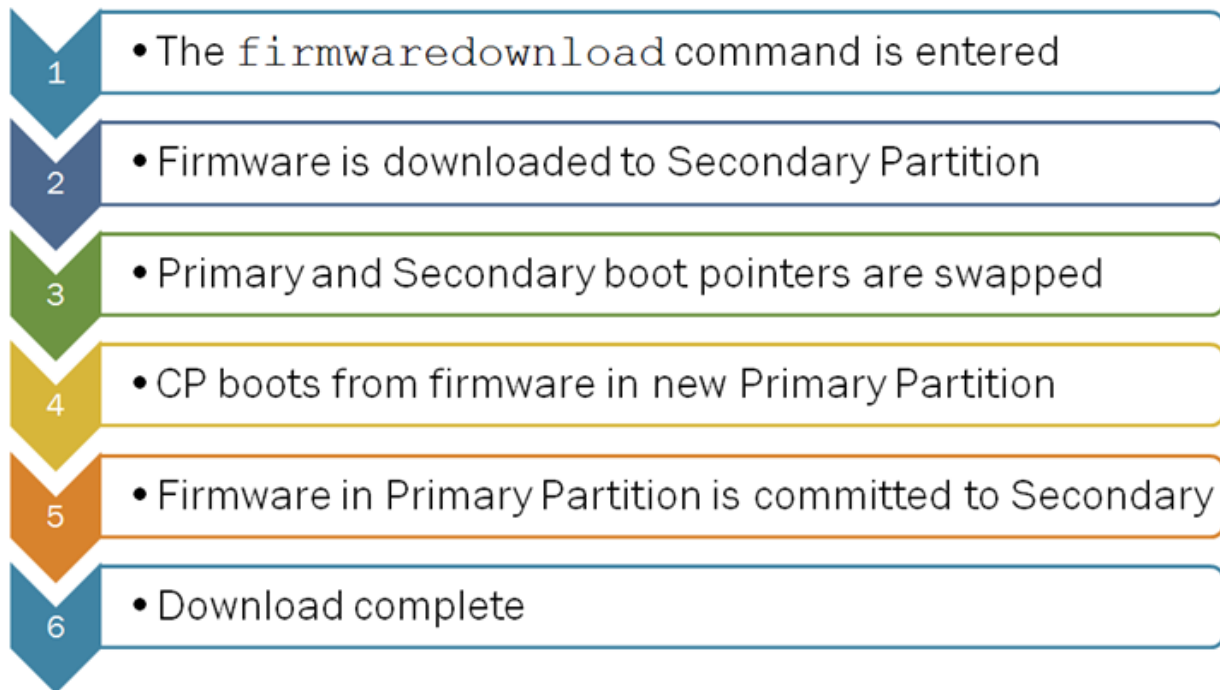 1
• The firmwaredownload command is entered
2
• Firmware is downloaded to Secondary Partition
3
• Primary and Secondary boot pointers are swapped
4
• CP boots from firmware in new Primary Partition
5
• Firmware in Primary Partition is committed to Secondary
6
• Download complete